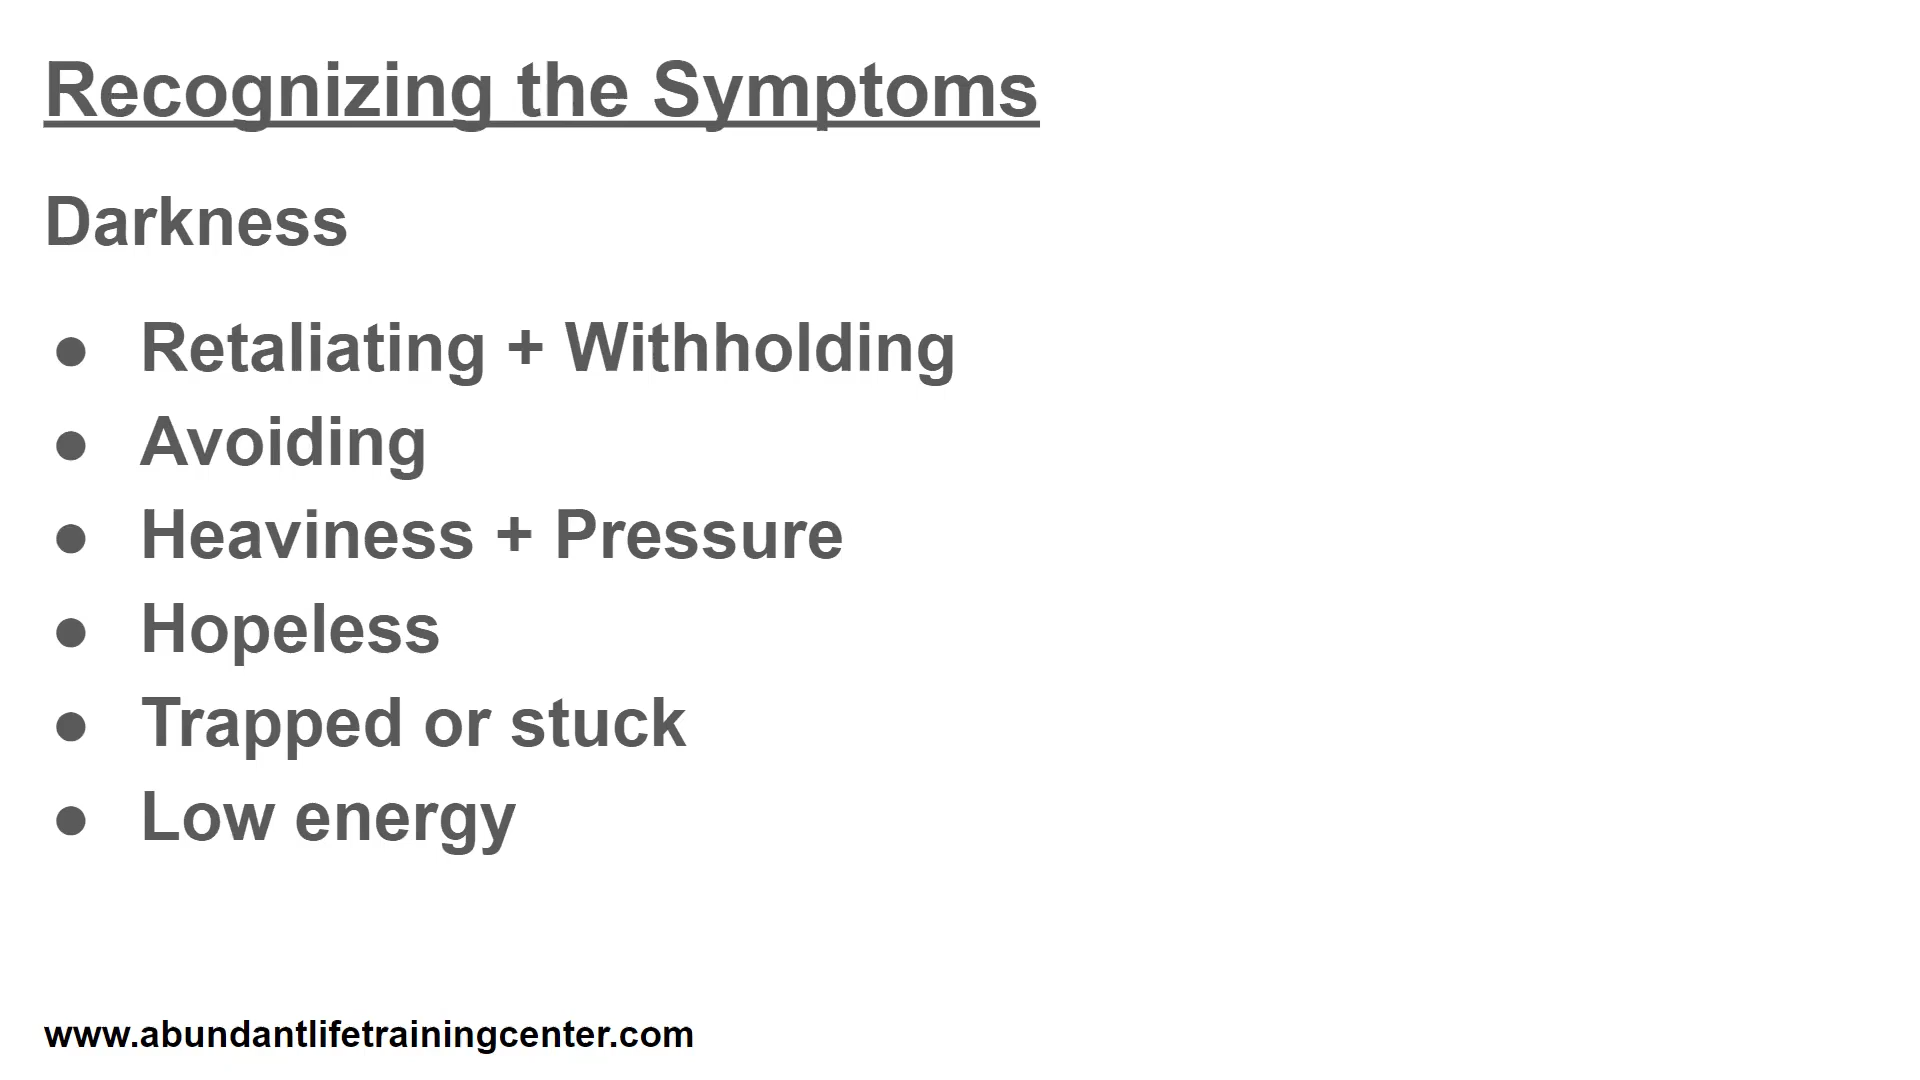 Recognizing the Symptoms
Darkness
● Retaliating + Withholding
● Avoiding
● Heaviness + Pressure
● Hopeless
● Trapped or stuck
● Low energy
www.abundantlifetrainingcenter.com